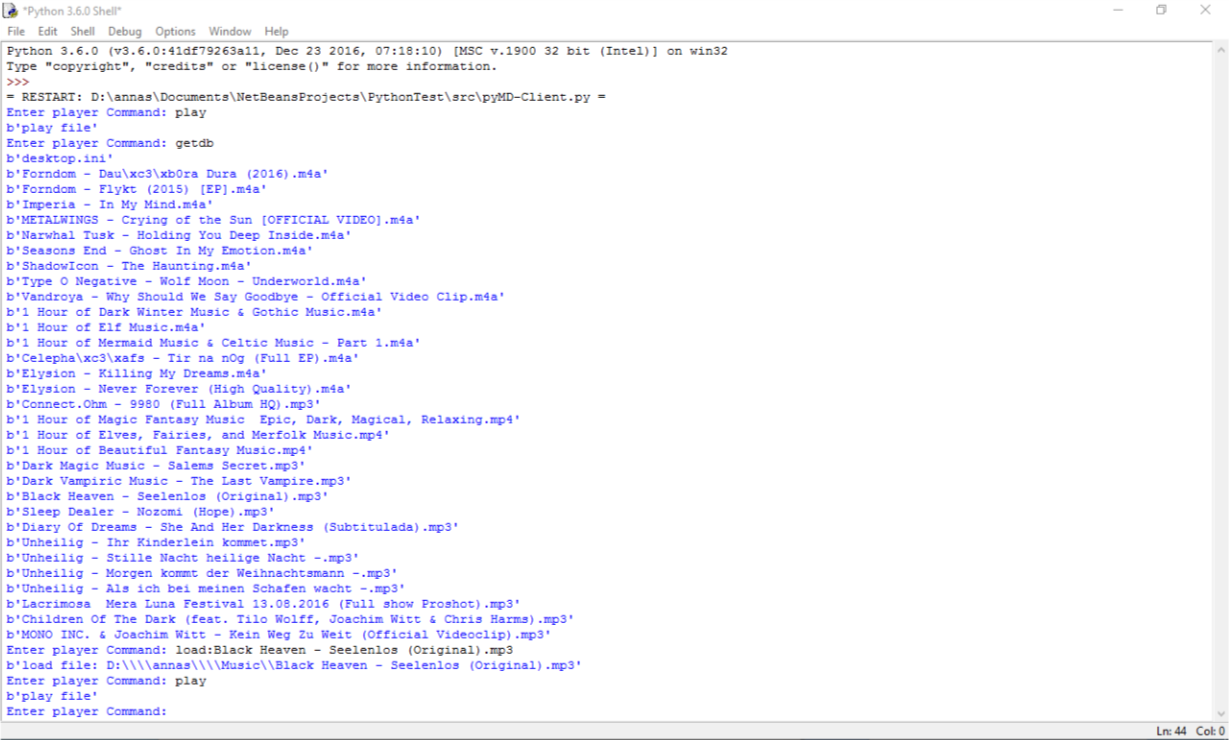 *Python 3.6.0 Shell*
File Edit Shell Debug Options Window Help
Python 3.6.0 (v3.6.0:41df79263a11, Dec 23 2016, 07:18:10) [MSC v.1900 32 bit (Intel)] on win32
Type "copyright", "credits" or "license()" for more information.
>>>
= RESTART: D:\annas\Documents\NetBeansProjects\PythonTest\src\pyMD-Client.py =
Enter player Command: play
b'play file'
Enter player Command: getdb
b'desktop.ini'
b'Forndom - Dau\xc3\xb0ra Dura (2016).m4a'
b'Forndom - Flykt (2015) [EP].m4a'
b'Imperia - In My Mind.m4a'
b'METALWINGS - Crying of the Sun [OFFICIAL VIDEO].m4a'
b'Narwhal Tusk - Holding You Deep Inside.m4a'
b'Seasons End - Ghost In My Emotion.m4a'
b'ShadowIcon - The Haunting.m4a'
b'Type O Negative - Wolf Moon - Underworld.m4a'
b'Vandroya - Why Should We Say Goodbye - Official Video Clip.m4a'
b'1 Hour of Dark Winter Music & Gothic Music.m4a'
b'1 Hour of Elf Music.m4a'
b'1 Hour of Mermaid Music & Celtic Music - Part 1.m4a'
b'Celepha\xc3\xafs - Tir na nOg (Full EP).m4a'
b'Elysion - Killing My Dreams.m4a'
b'Elysion - Never Forever (High Quality).m4a'
b'Connect.Ohm - 9980 (Full Album HQ).mp3'
b'1 Hour of Magic Fantasy Music  Epic, Dark, Magical, Relaxing.mp4'
b'1 Hour of Elves, Fairies, and Merfolk Music.mp4'
b'1 Hour of Beautiful Fantasy Music.mp4'
b'Dark Magic Music - Salems Secret.mp3'
b'Dark Vampiric Music - The Last Vampire.mp3'
b'Black Heaven - Seelenlos (Original).mp3'
b'Sleep Dealer - Nozomi (Hope).mp3'
b'Diary Of Dreams - She And Her Darkness (Subtitulada).mp3'
b'Unheilig - Ihr Kinderlein kommet.mp3'
b'Unheilig - Stille Nacht heilige Nacht -.mp3'
b'Unheilig - Morgen kommt der Weihnachtsmann -.mp3'
b'Unheilig - Als ich bei meinen Schafen wacht -.mp3'
b'Lacrimosa  Mera Luna Festival 13.08.2016 (Full show Proshot).mp3'
b'Children Of The Dark (feat. Tilo Wolff, Joachim Witt & Chris Harms).mp3'
b'MONO INC. & Joachim Witt - Kein Weg Zu Weit (Official Videoclip).mp3'
Enter player Command: load:Black Heaven - Seelenlos (Original).mp3
b'load file: D:\\\\annas\\\\Music\\Black Heaven - Seelenlos (Original).mp3'
Enter player Command: play
b'play file'
Enter player Command:
Ln: 44 Col: 0